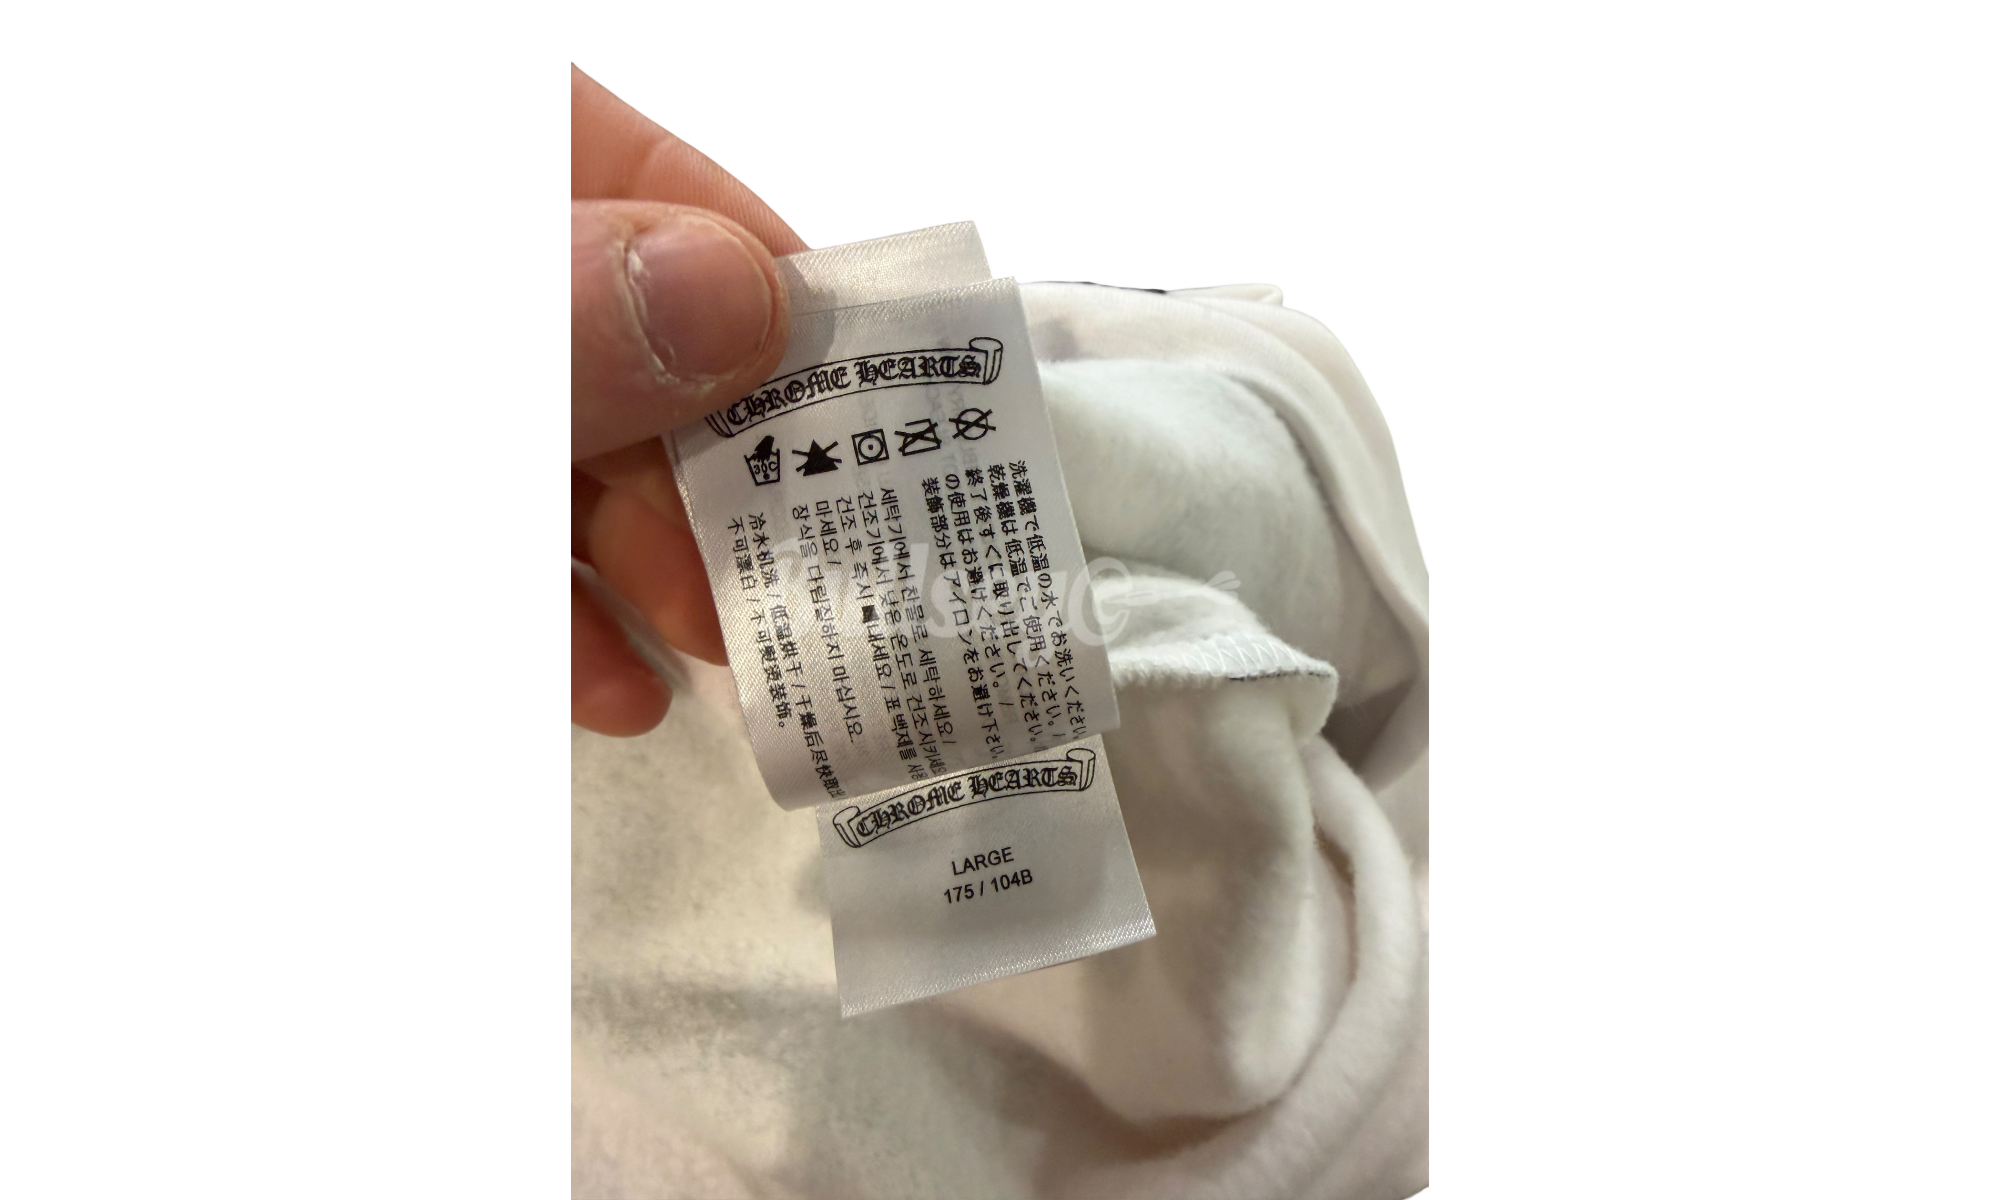 CHROME HEARTS
30C
洗濯機で低温の水でお洗いください
乾燥機は低温でご使用ください。/
終了後すぐに取り出してください。
の使用はお避けください。/
装飾部分はアイロンをお避け下さい
세탁기에서 찬물로 세탁하세요 /
건조기에서 낮은 온도로 건조시키세요
건조 후 즉시 빼내세요 / 표백제를 사용
마세요 /
장식을 다림질하지 마십시요.
冷水机洗 / 低温烘干 / 干燥后尽快取出
不可漂白 / 不可熨烫装饰。
CHROME HEARTS
LARGE
175 / 104B